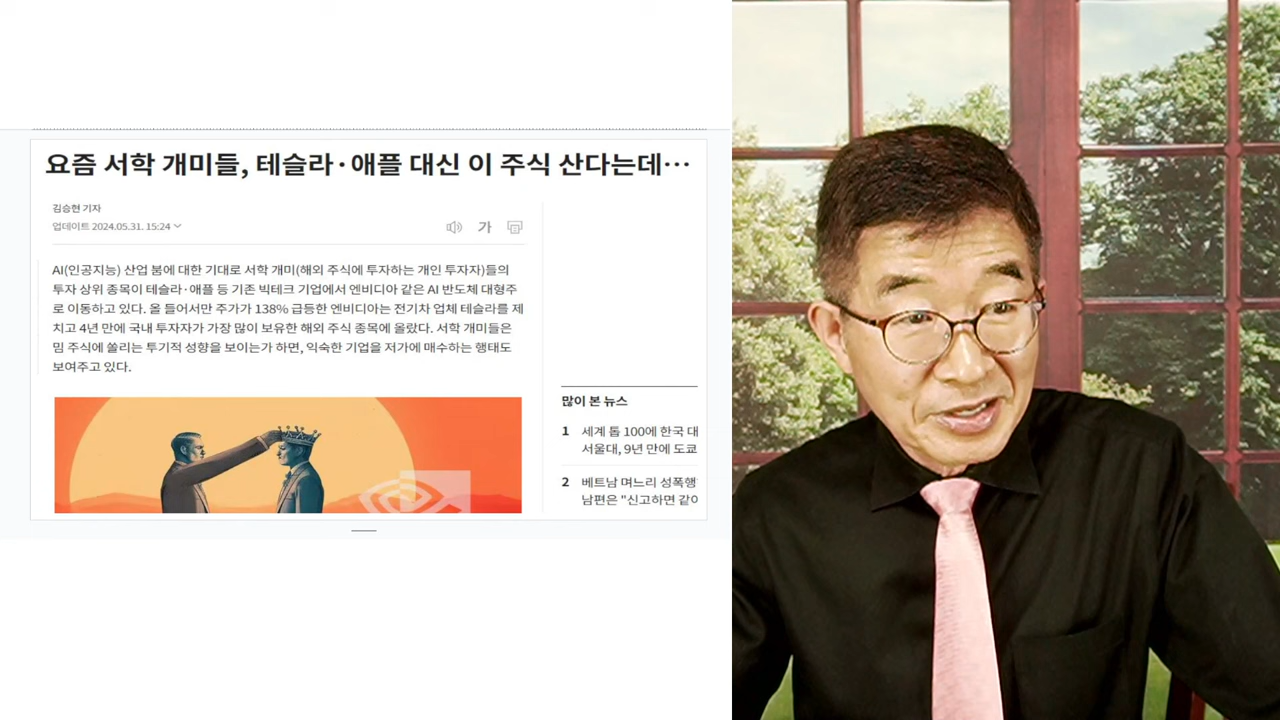 요즘 서학 개미들, 테슬라·애플 대신 이 주식 산다는데…
김승현 기자
업데이트 2024.05.31. 15:24
가
AI(인공지능) 산업 붐에 대한 기대로 서학 개미(해외 주식에 투자하는 개인 투자자)들의
투자 상위 종목이 테슬라·애플 등 기존 빅테크 기업에서 엔비디아 같은 AI 반도체 대형주
로 이동하고 있다. 올 들어서만 주가가 138% 급등한 엔비디아는 전기차 업체 테슬라를 제
치고 4년 만에 국내 투자자가 가장 많이 보유한 해외 주식 종목에 올랐다. 서학 개미들은
밈 주식에 쏠리는 투기적 성향을 보이는가 하면, 익숙한 기업을 저가에 매수하는 행태도
보여주고 있다.
많이 본 뉴스
1 세계 톱 100에 한국 대
서울대, 9년 만에 도쿄
2 베트남 며느리 성폭행
남편은 "신고하면 같이